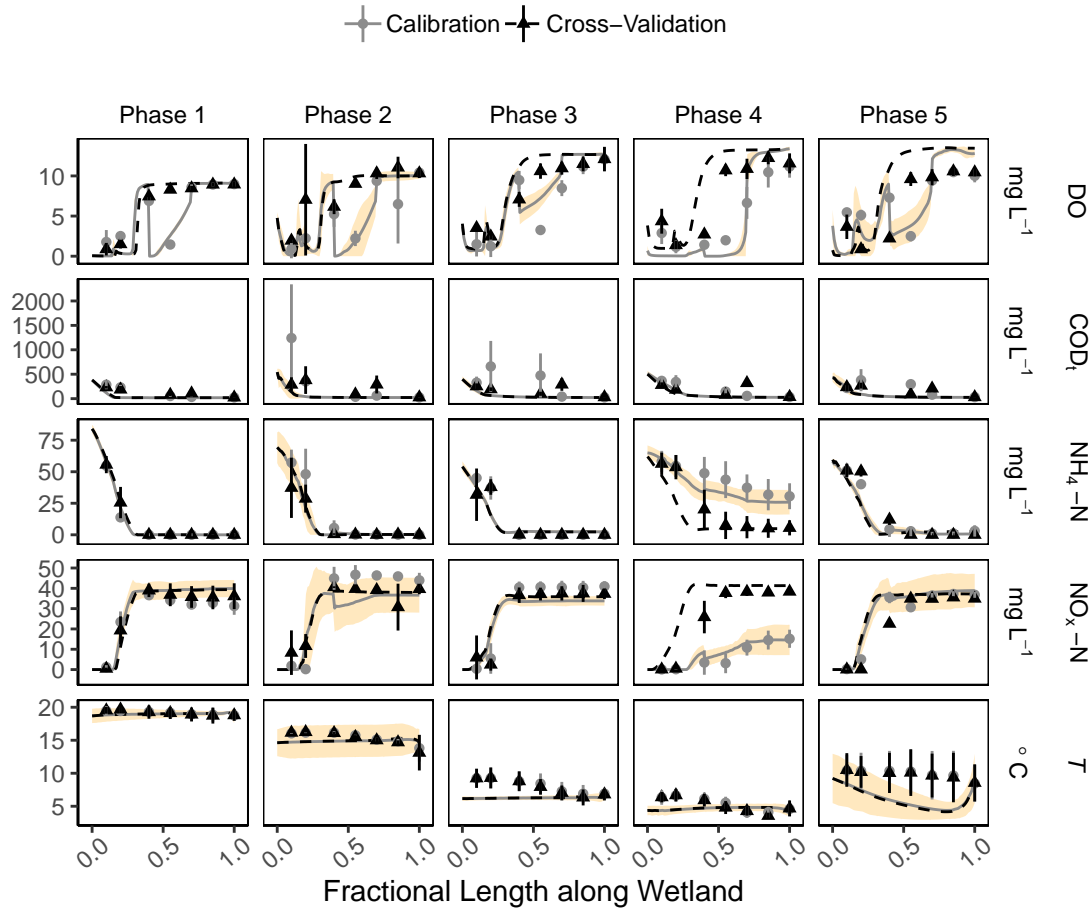 Calibration Cross−Validation
Phase 1 Phase 2 Phase 3 Phase 4 Phase 5
10
5
0
mg L⁻¹
DO
2000
1500
1000
500
0
mg L⁻¹
CODₜ
75
50
25
0
mg L⁻¹
NH₄−N
50
40
30
20
10
0
mg L⁻¹
NOₓ−N
20
15
10
5
° C
T
0.0 0.5 1.0 0.0 0.5 1.0 0.0 0.5 1.0 0.0 0.5 1.0 0.0 0.5 1.0
Fractional Length along Wetland